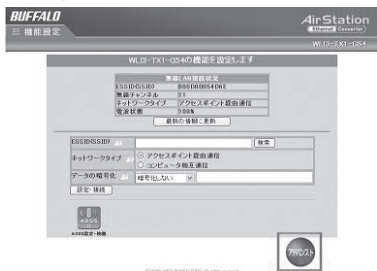 BUFFALO
AirStation
Ethernet Converter
機能設定
WLI3-TX1-G54
WLI3-TX1-G54の機能を設定します
無線LAN接続状況
ESSID(SSID)
無線チャンネル 11
ネットワークタイプ アクセスポイント経由通信
電波状態 100%
最新の情報に更新
ESSID(SSID) 検索
ネットワークタイプ アクセスポイント経由通信
コンピュータ相互通信
データの暗号化 暗号化しない
設定・接続
AOSS
AOSS設定・接続
アドバンスト